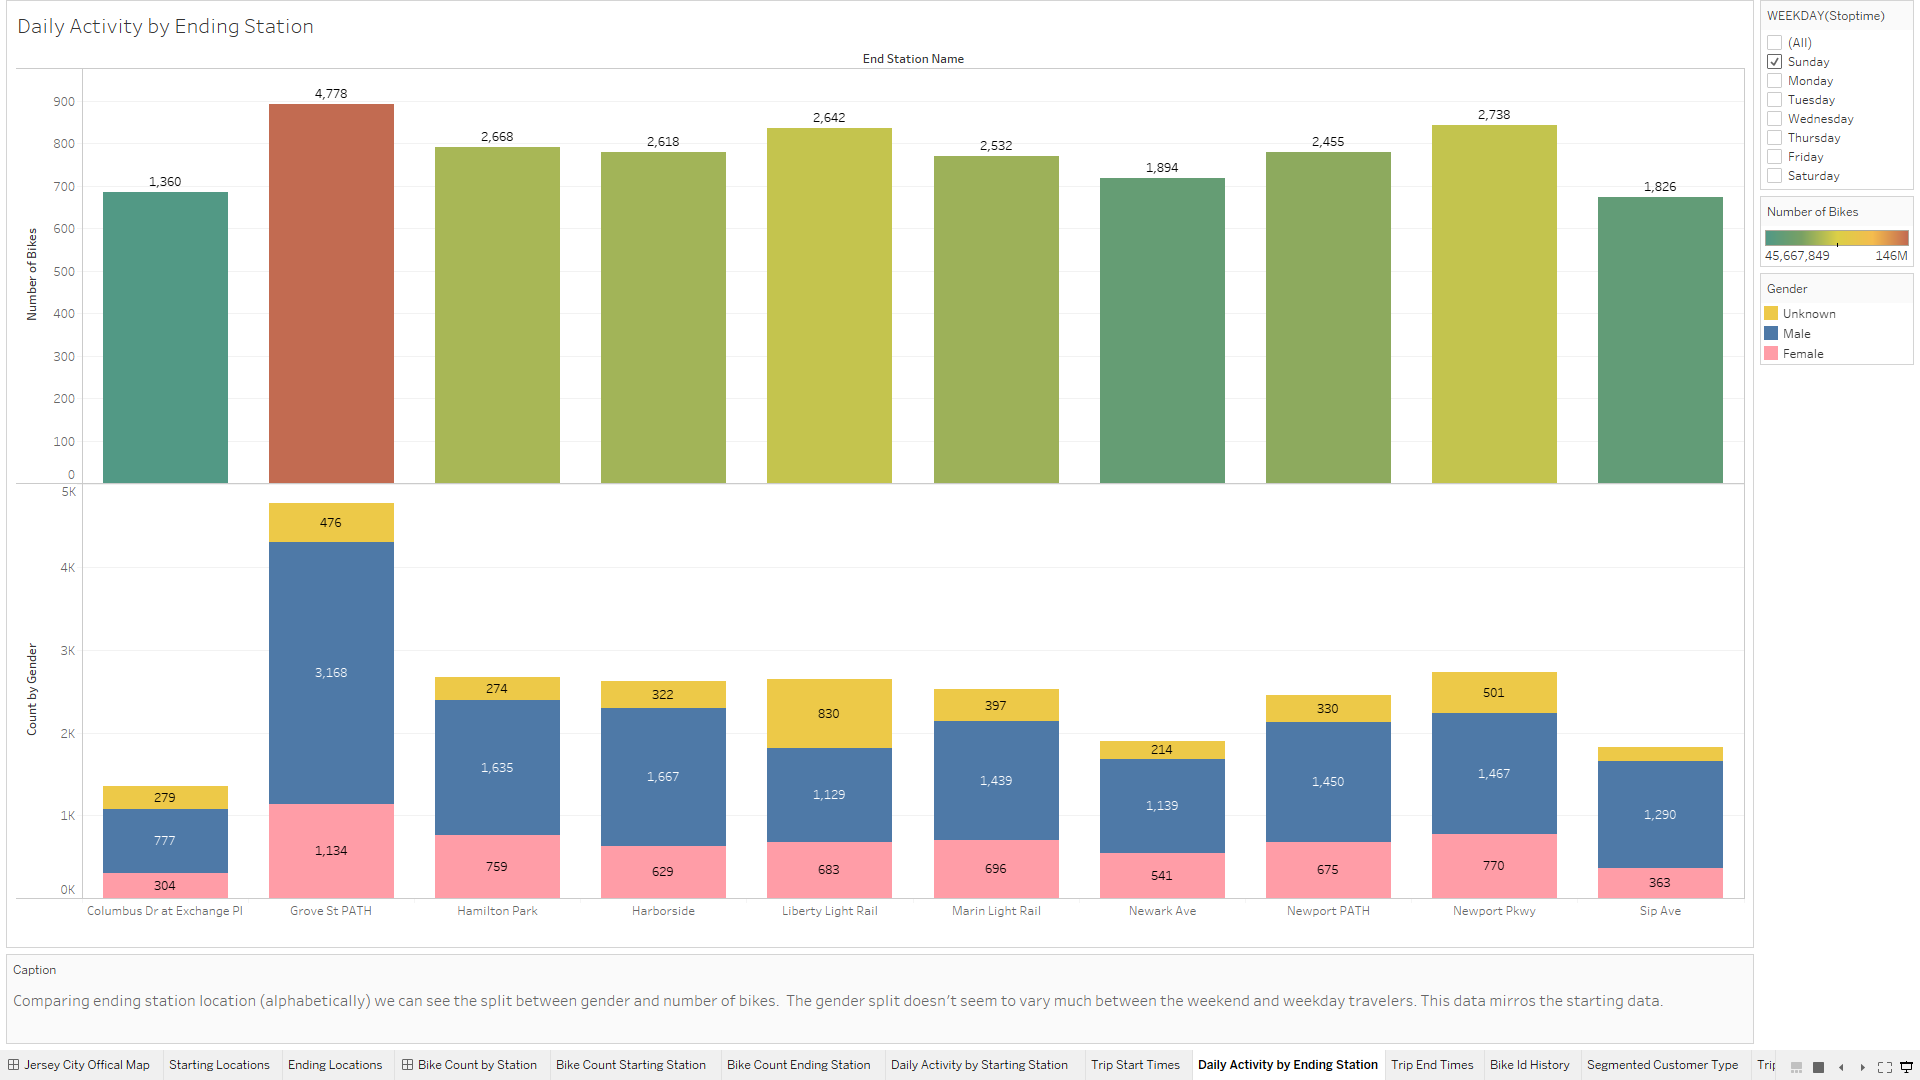 Daily Activity by Ending Station
End Station Name
Number of Bikes
900
800
700
600
500
400
300
200
100
0
1,360
4,778
2,668
2,618
2,642
2,532
1,894
2,455
2,738
1,826
Count by Gender
5K
4K
3K
2K
1K
0K
279
777
304
476
3,168
1,134
274
1,635
759
322
1,667
629
830
1,129
683
397
1,439
696
214
1,139
541
330
1,450
675
501
1,467
770
1,290
363
Columbus Dr at Exchange Pl
Grove St PATH
Hamilton Park
Harborside
Liberty Light Rail
Marin Light Rail
Newark Ave
Newport PATH
Newport Pkwy
Sip Ave
WEEKDAY(Stoptime)
(All)
Sunday
Monday
Tuesday
Wednesday
Thursday
Friday
Saturday
Number of Bikes
45,667,849 146M
Gender
Unknown
Male
Female
Caption
Comparing ending station location (alphabetically) we can see the split between gender and number of bikes. The gender split doesn't seem to vary much between the weekend and weekday travelers. This data mirros the starting data.
Jersey City Offical Map
Starting Locations
Ending Locations
Bike Count by Station
Bike Count Starting Station
Bike Count Ending Station
Daily Activity by Starting Station
Trip Start Times
Daily Activity by Ending Station
Trip End Times
Bike Id History
Segmented Customer Type
Trip